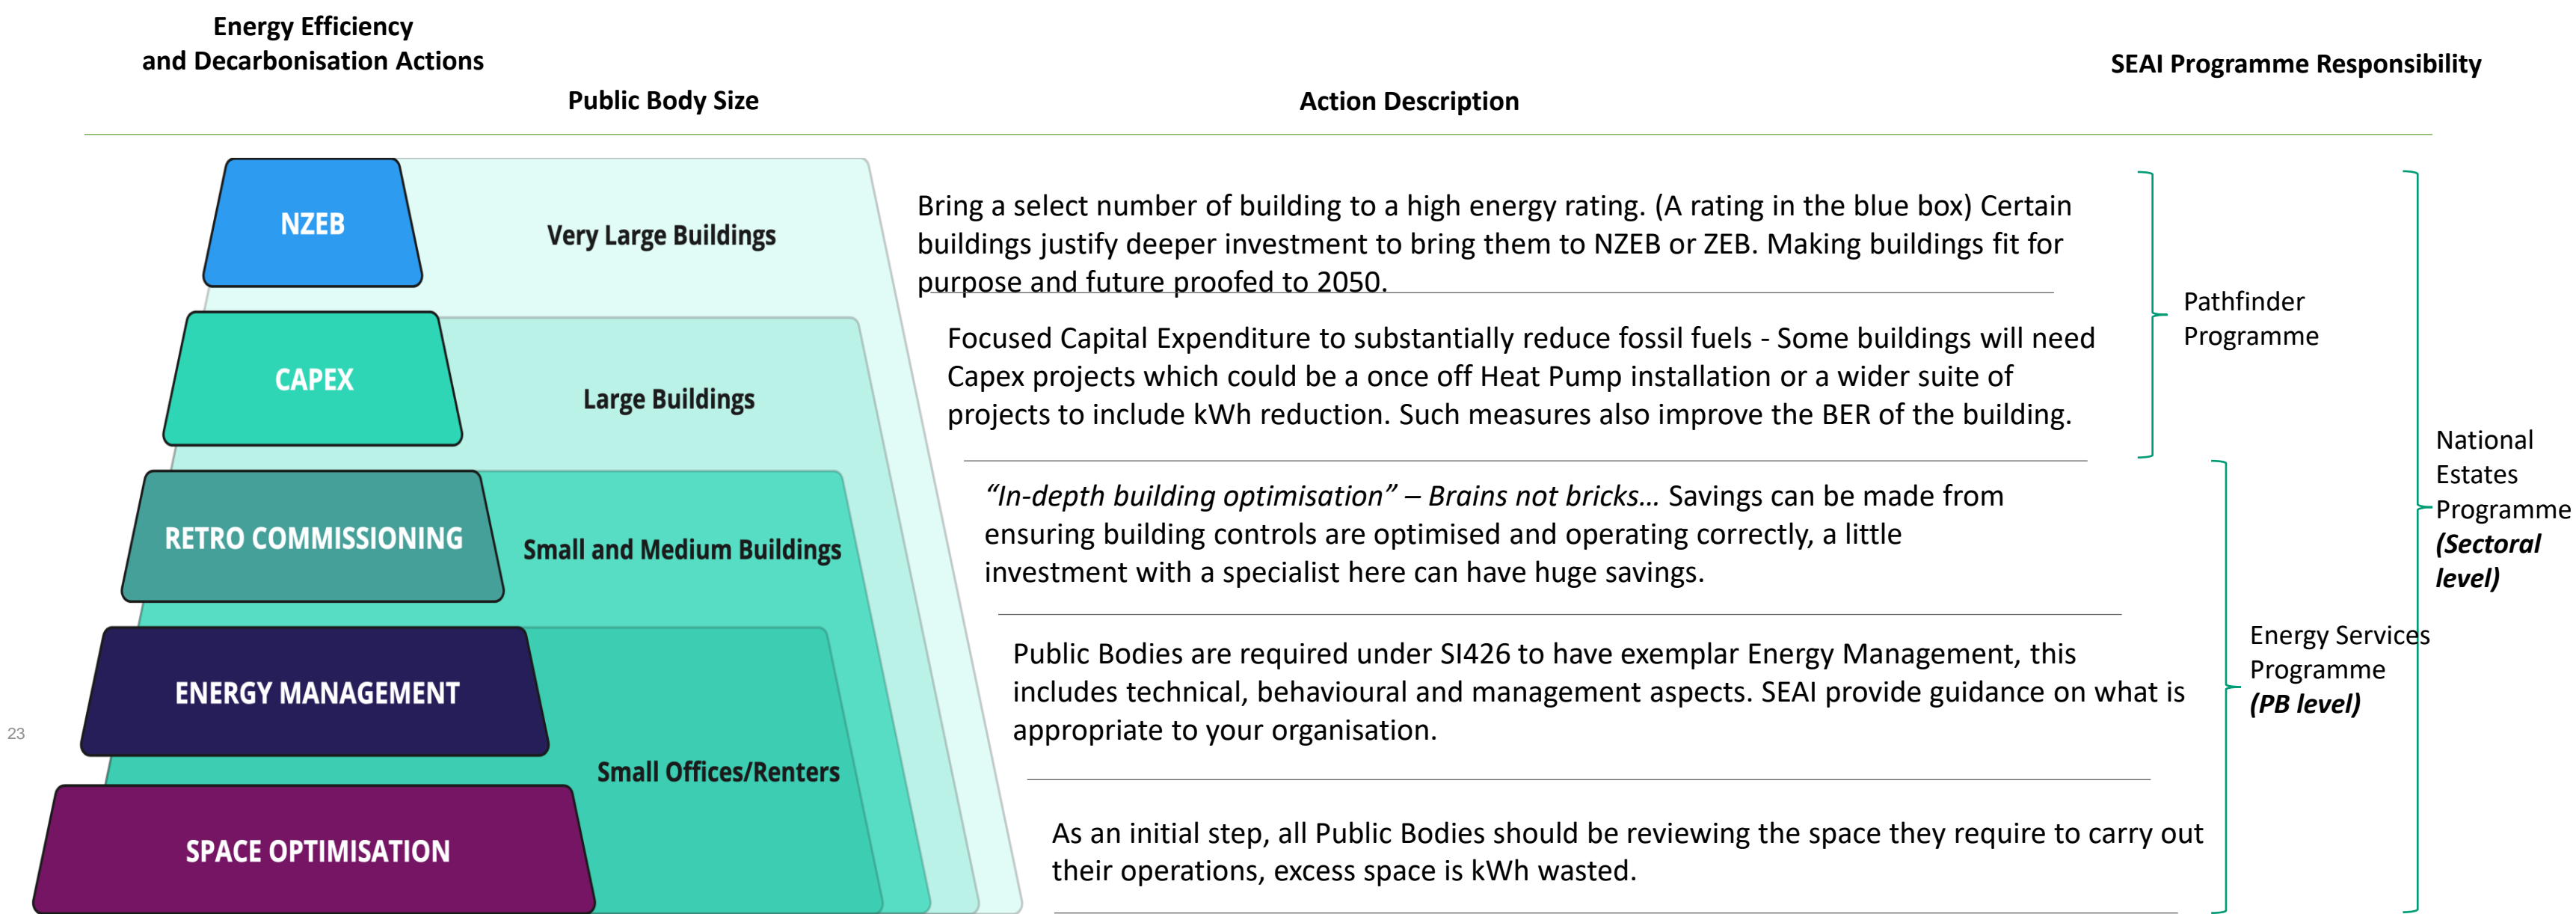 Energy Efficiency
and Decarbonisation Actions
Public Body Size
Action Description
SEAI Programme Responsibility
NZEB
Very Large Buildings
Bring a select number of building to a high energy rating. (A rating in the blue box) Certain
buildings justify deeper investment to bring them to NZEB or ZEB. Making buildings fit for
purpose and future proofed to 2050.
CAPEX
Large Buildings
Focused Capital Expenditure to substantially reduce fossil fuels - Some buildings will need
Capex projects which could be a once off Heat Pump installation or a wider suite of
projects to include kWh reduction. Such measures also improve the BER of the building.
Pathfinder
Programme
RETRO COMMISSIONING
Small and Medium Buildings
“In-depth building optimisation” – Brains not bricks… Savings can be made from
ensuring building controls are optimised and operating correctly, a little
investment with a specialist here can have huge savings.
National
Estates
Programme
(Sectoral
level)
ENERGY MANAGEMENT
Public Bodies are required under SI426 to have exemplar Energy Management, this
includes technical, behavioural and management aspects. SEAI provide guidance on what is
appropriate to your organisation.
Energy Services
Programme
(PB level)
Small Offices/Renters
SPACE OPTIMISATION
As an initial step, all Public Bodies should be reviewing the space they require to carry out
their operations, excess space is kWh wasted.
23